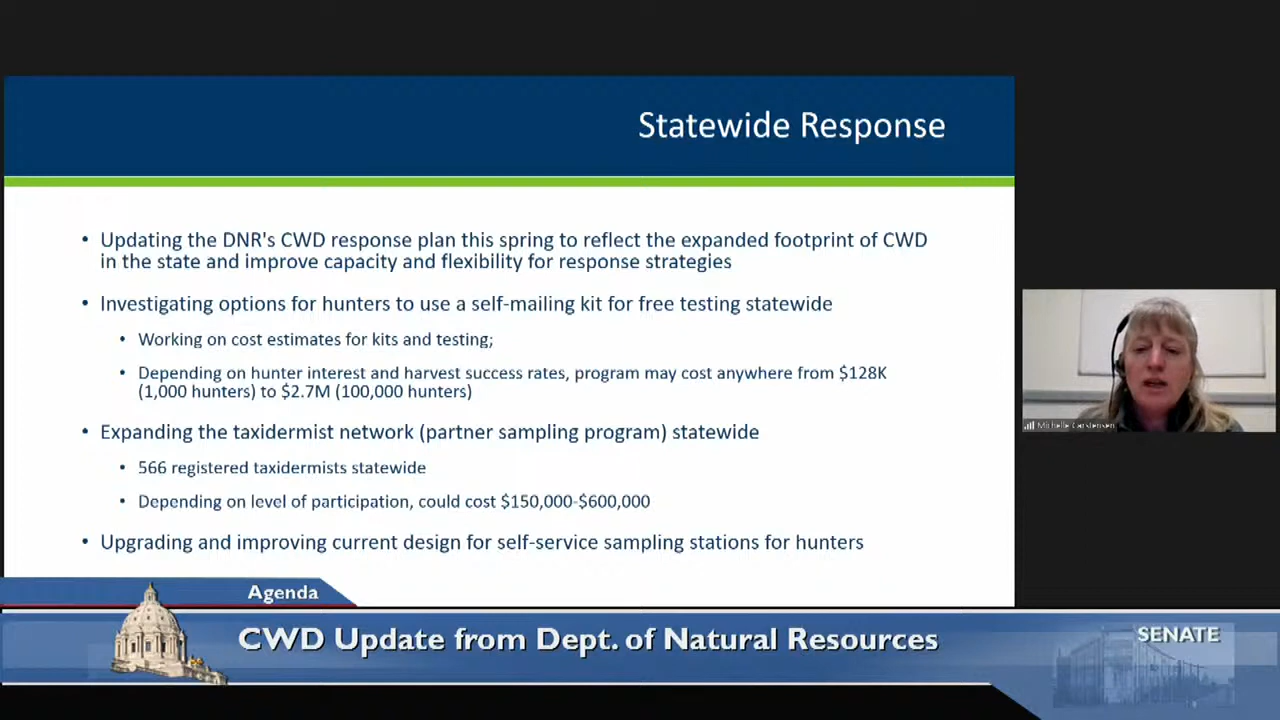 Statewide Response
• Updating the DNR's CWD response plan this spring to reflect the expanded footprint of CWD
in the state and improve capacity and flexibility for response strategies
• Investigating options for hunters to use a self-mailing kit for free testing statewide
• Working on cost estimates for kits and testing;
• Depending on hunter interest and harvest success rates, program may cost anywhere from $128K
(1,000 hunters) to $2.7M (100,000 hunters)
• Expanding the taxidermist network (partner sampling program) statewide
• 566 registered taxidermists statewide
• Depending on level of participation, could cost $150,000-$600,000
• Upgrading and improving current design for self-service sampling stations for hunters
Michelle Carstensen
Agenda
CWD Update from Dept. of Natural Resources
SENATE